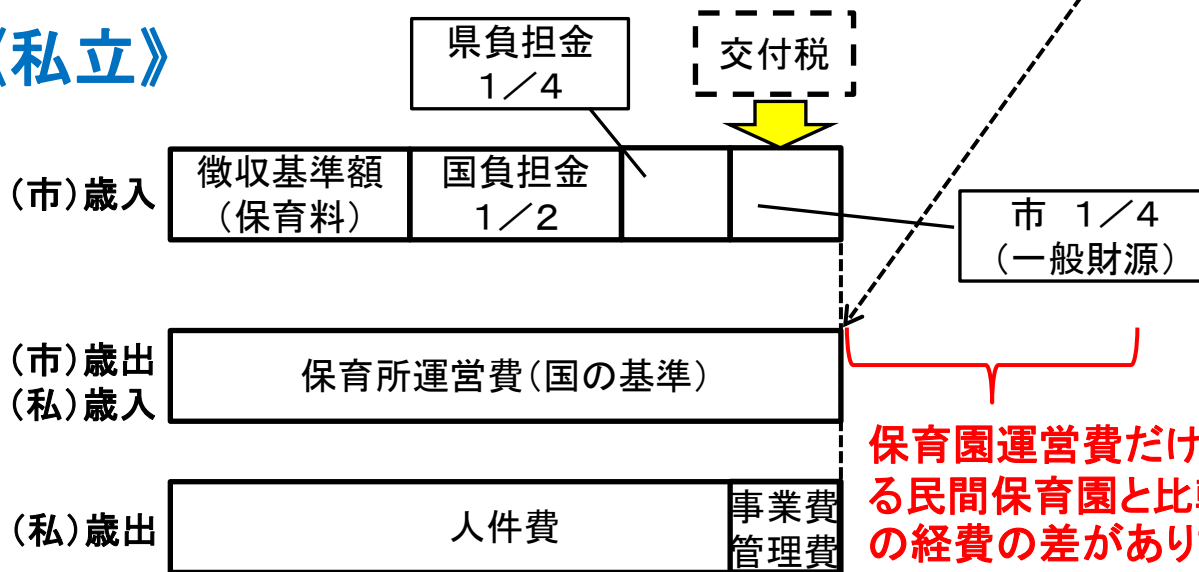 《私立》
県負担金
1／4
交付税
(市)歳入
徴収基準額
(保育料)
国負担金
1／2
市 1／4
(一般財源)
(市)歳出
(私)歳入
保育所運営費(国の基準)
保育園運営費だけ
る民間保育園と比
の経費の差があり
(私)歳出
人件費
事業費
管理費